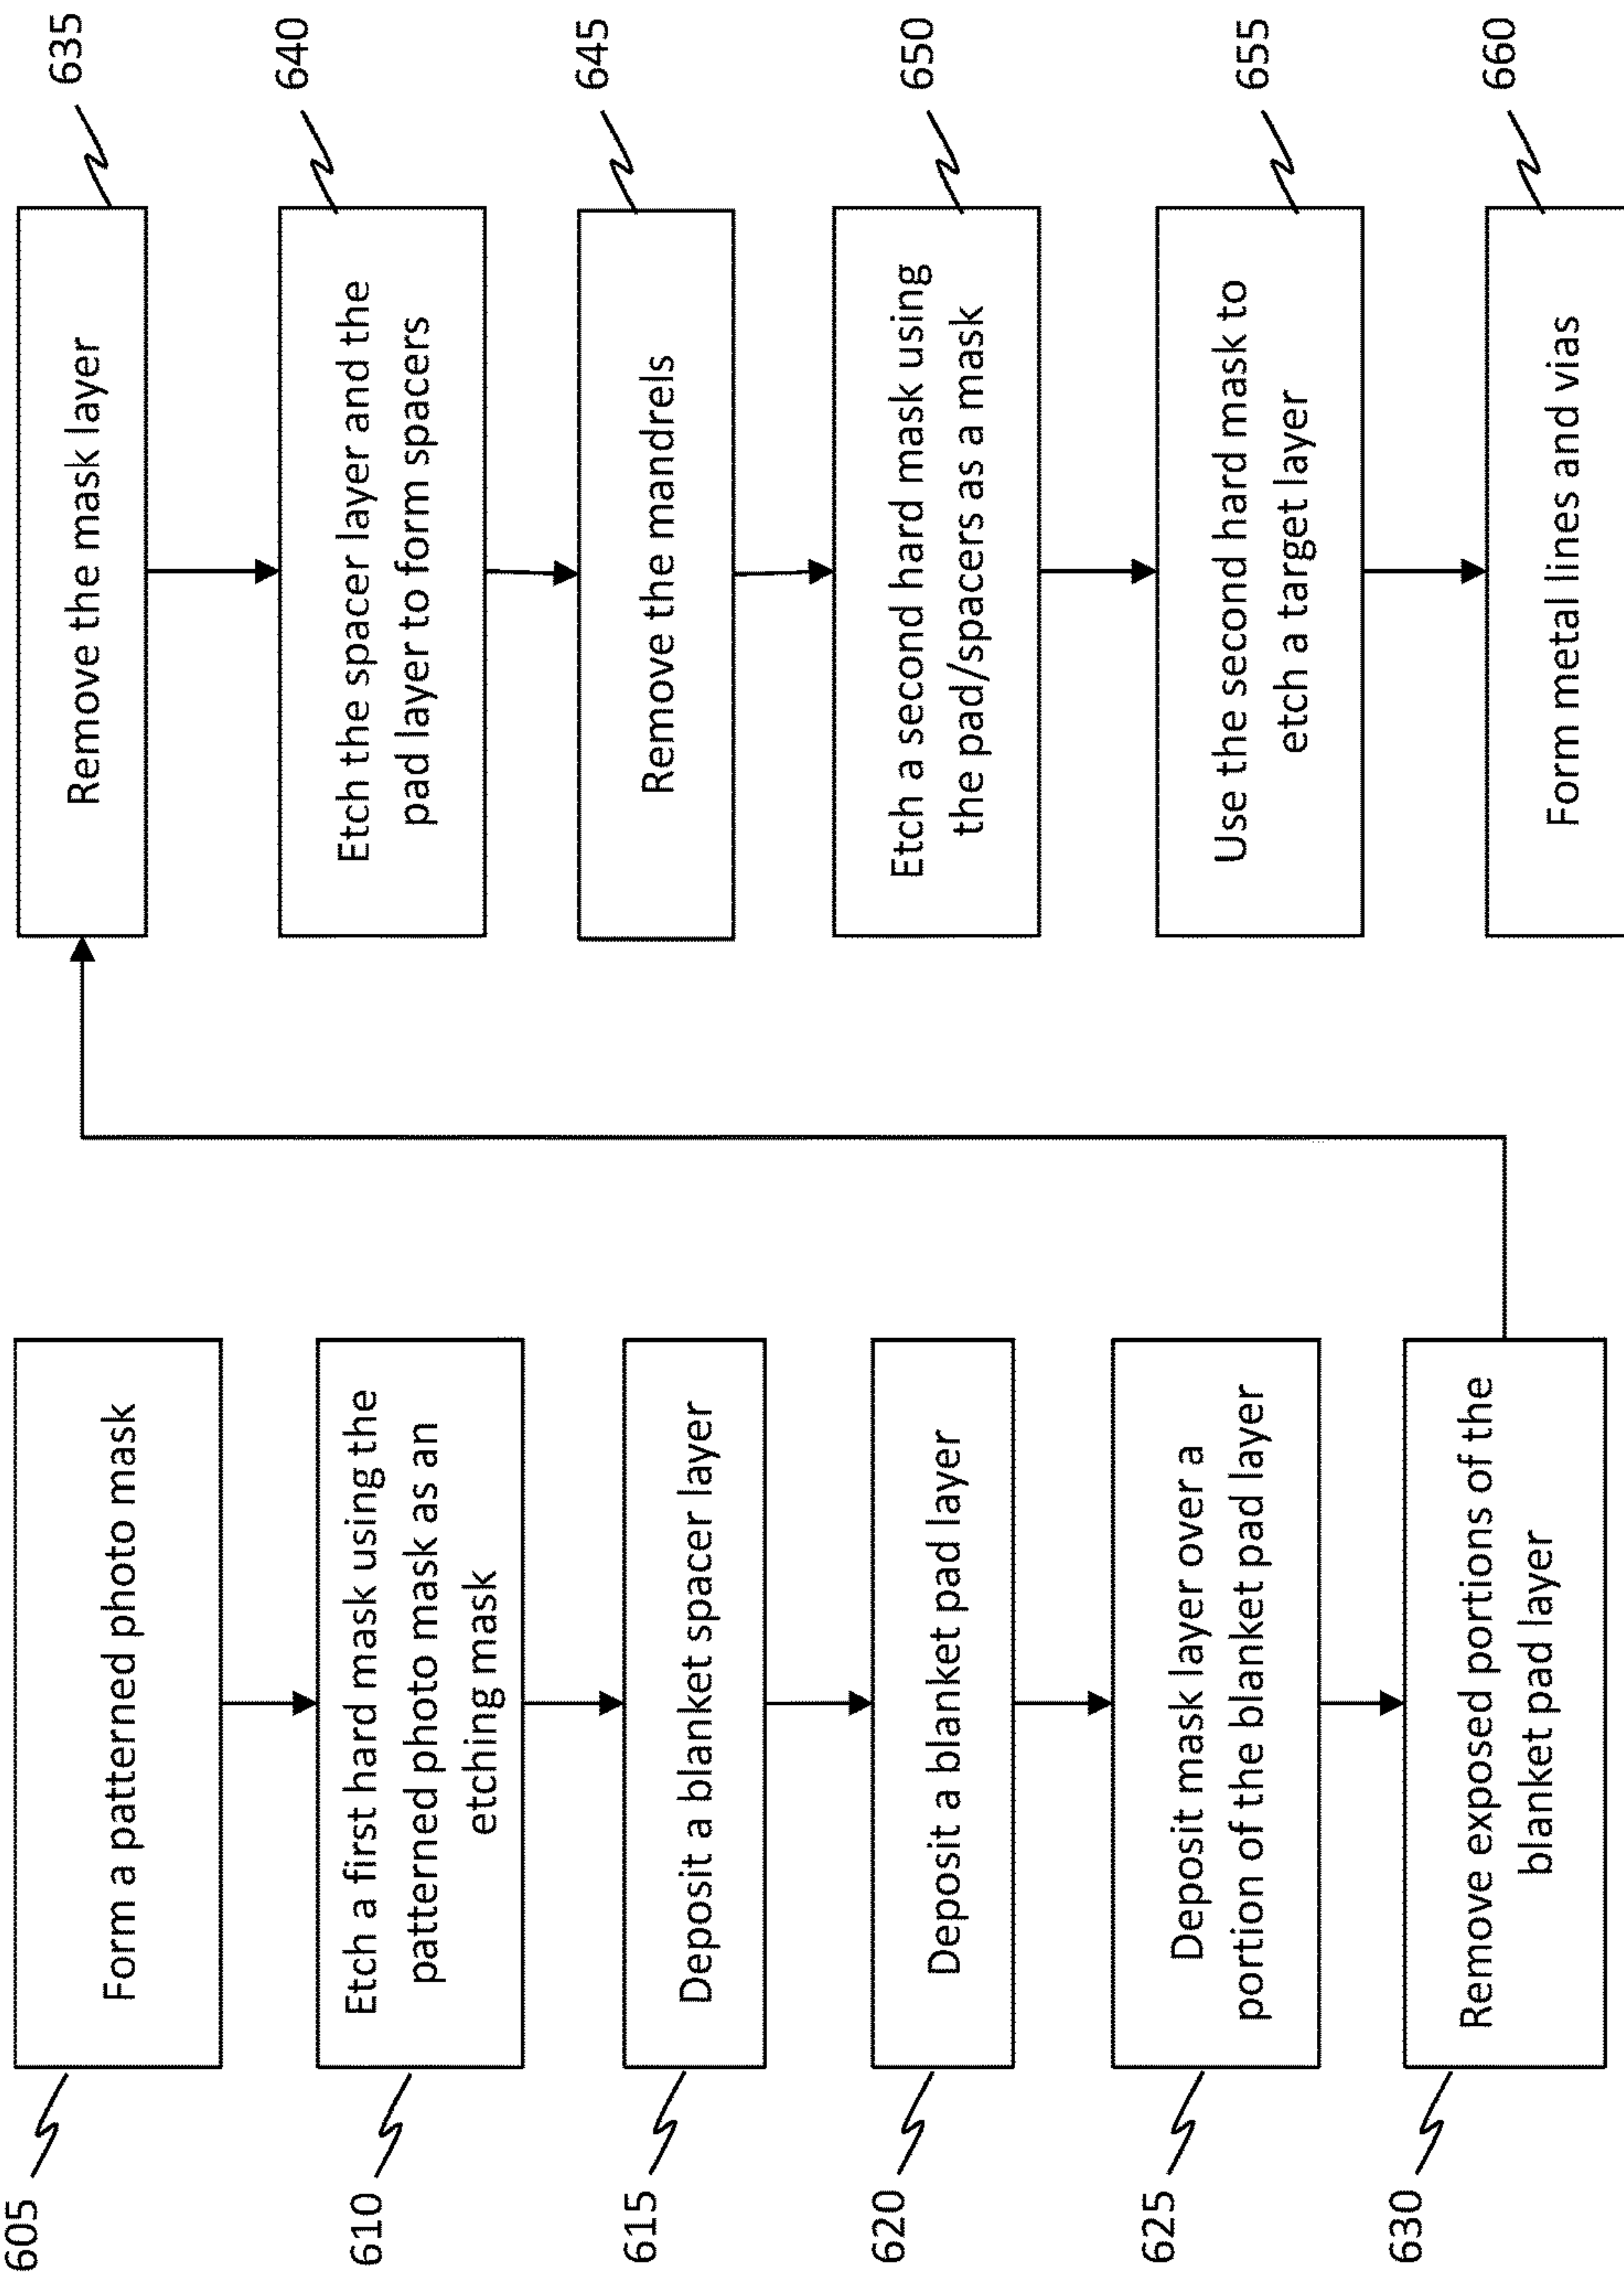 605
Form a patterned photo mask
610
Etch a first hard mask using the
patterned photo mask as an
etching mask
615
Deposit a blanket spacer layer
620
Deposit a blanket pad layer
625
Deposit mask layer over a
portion of the blanket pad layer
630
Remove exposed portions of the
blanket pad layer
635
Remove the mask layer
640
Etch the spacer layer and the
pad layer to form spacers
645
Remove the mandrels
650
Etch a second hard mask using
the pad/spacers as a mask
655
Use the second hard mask to
etch a target layer
660
Form metal lines and vias